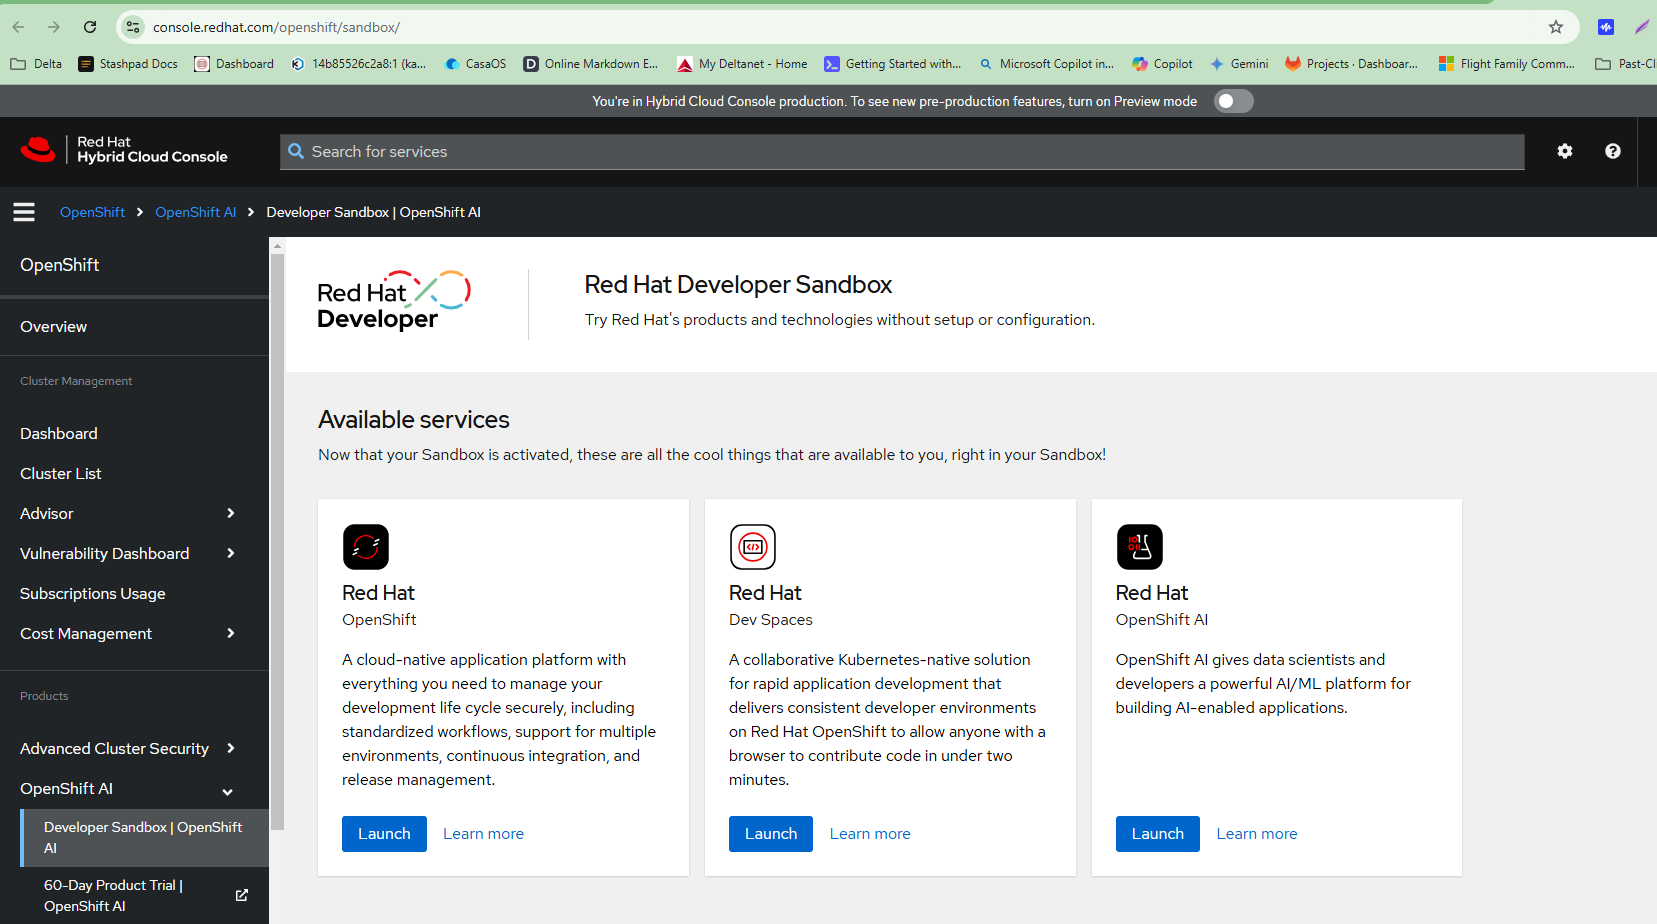 console.redhat.com/openshift/sandbox/
Delta
Stashpad Docs
Dashboard
14b85526c2a8:1 (ka...
CasaOS
Online Markdown E...
My Deltanet - Home
Getting Started with...
Microsoft Copilot in...
Copilot
Gemini
Projects · Dashboar...
Flight Family Comm...
Past-Cl
You're in Hybrid Cloud Console production. To see new pre-production features, turn on Preview mode
Red Hat
Hybrid Cloud Console
Search for services
OpenShift
OpenShift AI
Developer Sandbox | OpenShift AI
OpenShift
Overview
Cluster Management
Dashboard
Cluster List
Advisor
Vulnerability Dashboard
Subscriptions Usage
Cost Management
Products
Advanced Cluster Security
OpenShift AI
Developer Sandbox | OpenShift
AI
60-Day Product Trial |
OpenShift AI
Red Hat
Developer
Red Hat Developer Sandbox
Try Red Hat's products and technologies without setup or configuration.
Available services
Now that your Sandbox is activated, these are all the cool things that are available to you, right in your Sandbox!
Red Hat
OpenShift
A cloud-native application platform with
everything you need to manage your
development life cycle securely, including
standardized workflows, support for multiple
environments, continuous integration, and
release management.
Launch
Learn more
Red Hat
Dev Spaces
A collaborative Kubernetes-native solution
for rapid application development that
delivers consistent developer environments
on Red Hat OpenShift to allow anyone with a
browser to contribute code in under two
minutes.
Launch
Learn more
Red Hat
OpenShift AI
OpenShift AI gives data scientists and
developers a powerful AI/ML platform for
building AI-enabled applications.
Launch
Learn more